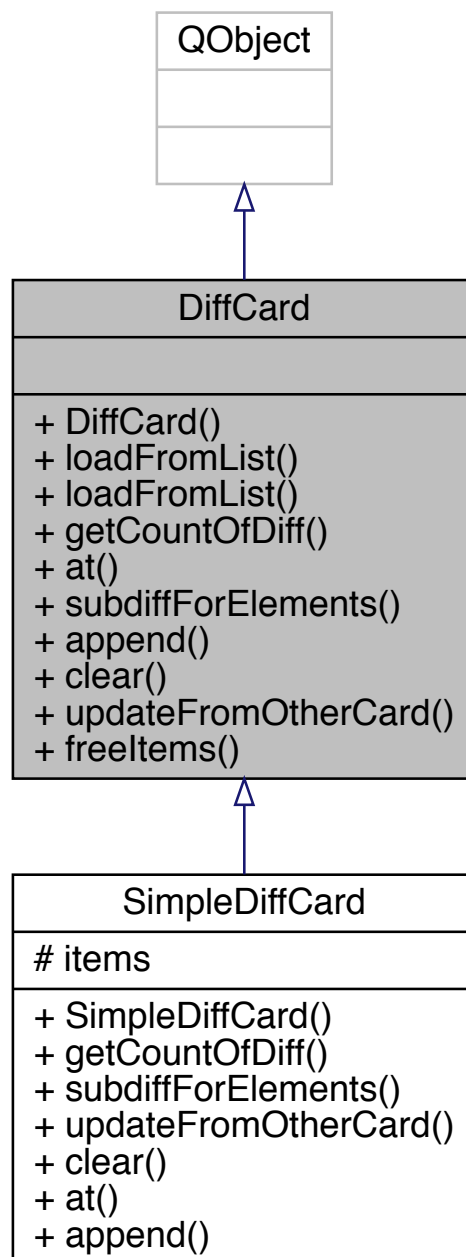 QObject
DiffCard
+ DiffCard()
+ loadFromList()
+ loadFromList()
+ getCountOfDiff()
+ at()
+ subdiffForElements()
+ append()
+ clear()
+ updateFromOtherCard()
+ freeItems()
SimpleDiffCard
# items
+ SimpleDiffCard()
+ getCountOfDiff()
+ subdiffForElements()
+ updateFromOtherCard()
+ clear()
+ at()
+ append()